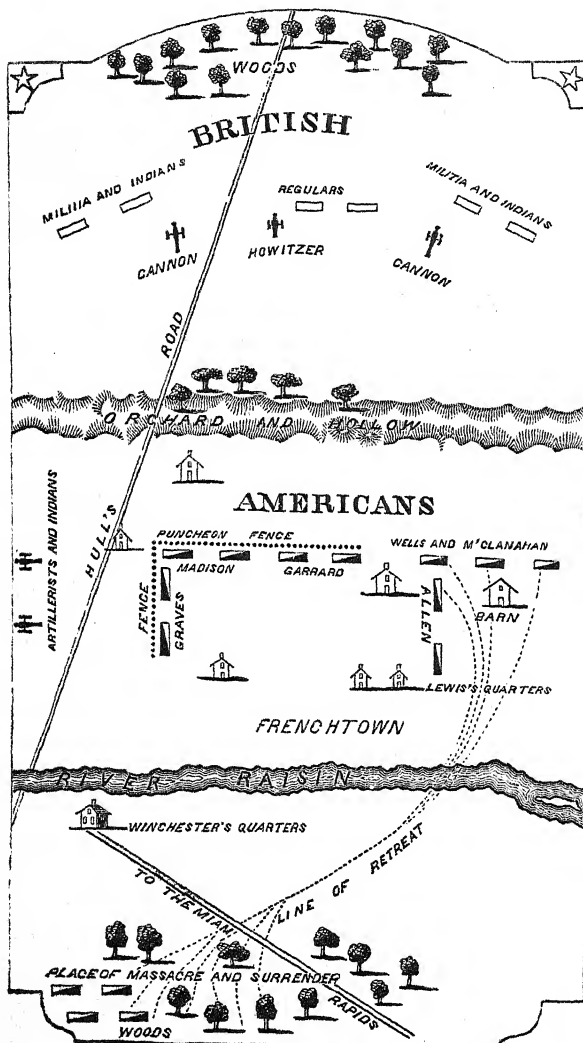 WOODS
BRITISH
MILITIA AND INDIANS
REGULARS
MILITIA AND INDIANS
CANNON
HOWITZER
CANNON
ROAD
ORCHARD AND HOLLOW
AMERICANS
HULL'S
ARTILLERISTS AND INDIANS
PUNCHEON FENCE
WELLS AND M'CLANAHAN
MADISON
GARRARD
FENCE
GRAVES
ALLEN
BARN
LEWIS'S QUARTERS
FRENCHTOWN
RIVER RAISIN
WINCHESTER'S QUARTERS
LINE OF RETREAT
TO THE MIAMI
RAPIDS
PLACE OF MASSACRE AND SURRENDER
WOODS